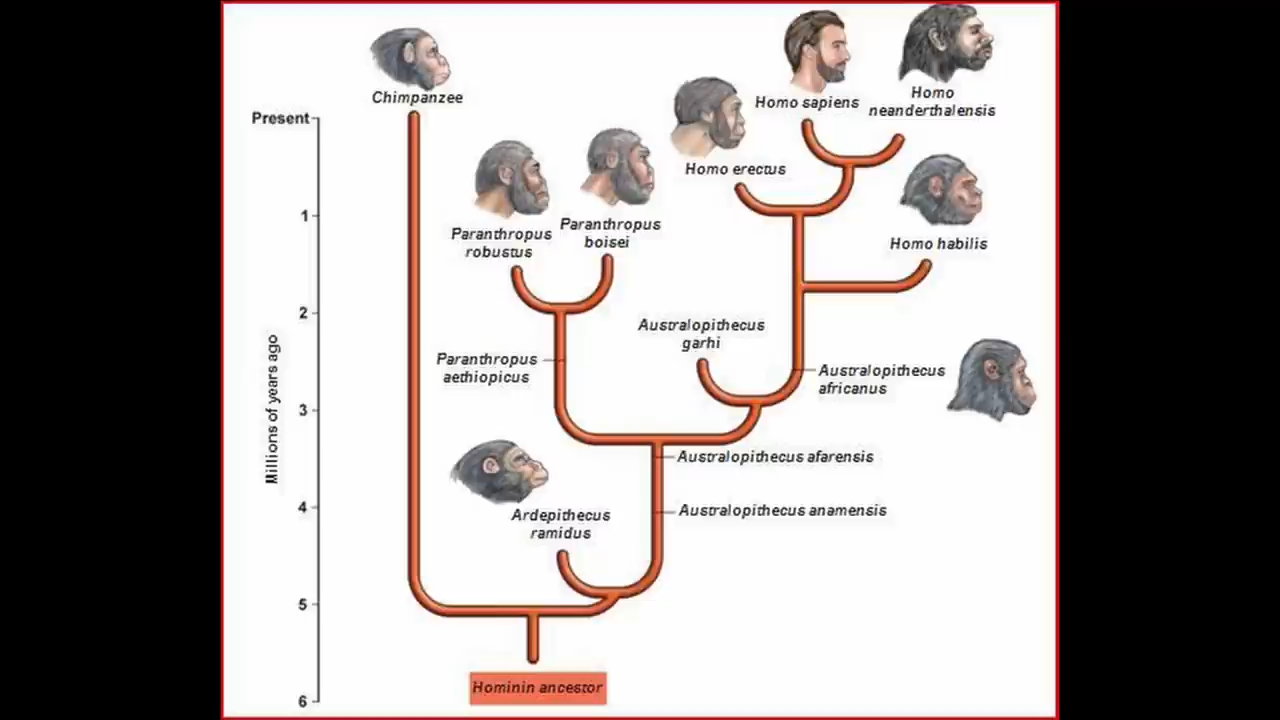 Chimpanzee
Homo sapiens
Homo
neanderthalensis
Present
Homo erectus
1
Paranthropus
robustus
Paranthropus
boisei
Homo habilis
2
Australopithecus
garhi
Paranthropus
aethiopicus
Australopithecus
africanus
Millions of years ago
3
Australopithecus afarensis
4
Australopithecus anamensis
Ardepithecus
ramidus
5
Hominin ancestor
6